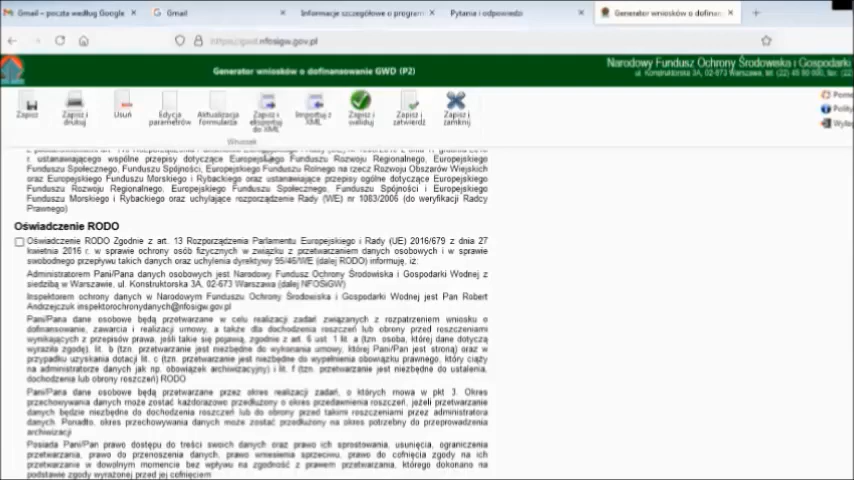 Gmail – poczta według Google
Gmail
Informacje szczegółowe o program
Pytania i odpowiedzi
Generator wniosków o dofinan
https://gwd.nfosigw.gov.pl
Generator wniosków o dofinansowanie GWD (P2)
Narodowy Fundusz Ochrony Środowiska i Gospodarki
ul. Konstruktorska 3A, 02-673 Warszawa, tel. (22) 45 90 000, fax: (22)
Zapisz
Zapisz i drukuj
Usuń
Edycja parametrów
Aktualizacja formularza
Zapisz i eksportuj do XML
Importuj z XML
Zapisz i waliduj
Zapisz i zatwierdź
Zapisz i zamknij
Wniosek
Pomo
Polity
Wylo
r. ustanawiającego wspólne przepisy dotyczące Europejskiego Funduszu Rozwoju Regionalnego, Europejskiego
Funduszu Społecznego, Funduszu Spójności, Europejskiego Funduszu Rolnego na rzecz Rozwoju Obszarów Wiejskich
oraz Europejskiego Funduszu Morskiego i Rybackiego oraz ustanawiające przepisy ogólne dotyczące Europejskiego
Funduszu Rozwoju Regionalnego, Europejskiego Funduszu Społecznego, Funduszu Spójności i Europejskiego
Funduszu Morskiego i Rybackiego oraz uchylające rozporządzenie Rady (WE) nr 1083/2006 (do weryfikacji Radcy
Prawnego)
Oświadczenie RODO
Oświadczenie RODO Zgodnie z art. 13 Rozporządzenia Parlamentu Europejskiego i Rady (UE) 2016/679 z dnia 27
kwietnia 2016 r. w sprawie ochrony osób fizycznych w związku z przetwarzaniem danych osobowych i w sprawie
swobodnego przepływu takich danych oraz uchylenia dyrektywy 95/46/WE (dalej RODO) informuję, iż:
Administratorem Pani/Pana danych osobowych jest Narodowy Fundusz Ochrony Środowiska i Gospodarki Wodnej z
siedzibą w Warszawie, ul. Konstruktorska 3A, 02-673 Warszawa (dalej NFOŚiGW)
Inspektorem ochrony danych w Narodowym Funduszu Ochrony Środowiska i Gospodarki Wodnej jest Pan Robert
Andrzejczuk inspektorochronydanych@nfosigw.gov.pl
Pani/Pana dane osobowe będą przetwarzane w celu realizacji zadań związanych z rozpatrzeniem wniosku o
dofinansowanie, zawarcia i realizacji umowy, a także dla dochodzenia roszczeń lub obrony przed roszczeniami
wynikających z przepisów prawa, jeśli takie się pojawią, zgodnie z art. 6 ust. 1 lit. a (tzn. osoba, której dane dotyczą
wyraziła zgodę), lit. b (tzn. przetwarzanie jest niezbędne do wykonania umowy, której Pani/Pan jest stroną) oraz w
przypadku uzyskania dotacji lit. c (tzn. przetwarzanie jest niezbędne do wypełnienia obowiązku prawnego, który ciąży
na administratorze danych jak np. obowiązek archiwizacyjny) i lit. f (tzn. przetwarzanie jest niezbędne do ustalenia,
dochodzenia lub obrony roszczeń) RODO
Pani/Pana dane osobowe będą przetwarzane przez okres realizacji zadań, o których mowa w pkt 3. Okres
przechowywania danych może zostać każdorazowo przedłużony o okres przedawnienia roszczeń, jeżeli przetwarzanie
danych będzie niezbędne do dochodzenia roszczeń lub do obrony przed takimi roszczeniami przez administratora
danych. Ponadto, okres przechowywania danych może zostać przedłużony na okres potrzebny do przeprowadzenia
archiwizacji
Posiada Pani/Pan prawo dostępu do treści swoich danych oraz prawo ich sprostowania, usunięcia, ograniczenia
przetwarzania, prawo do przenoszenia danych, prawo wniesienia sprzeciwu, prawo do cofnięcia zgody na ich
przetwarzanie w dowolnym momencie bez wpływu na zgodność z prawem przetwarzania, którego dokonano na
podstawie zgody wyrażonej przed jej cofnięciem